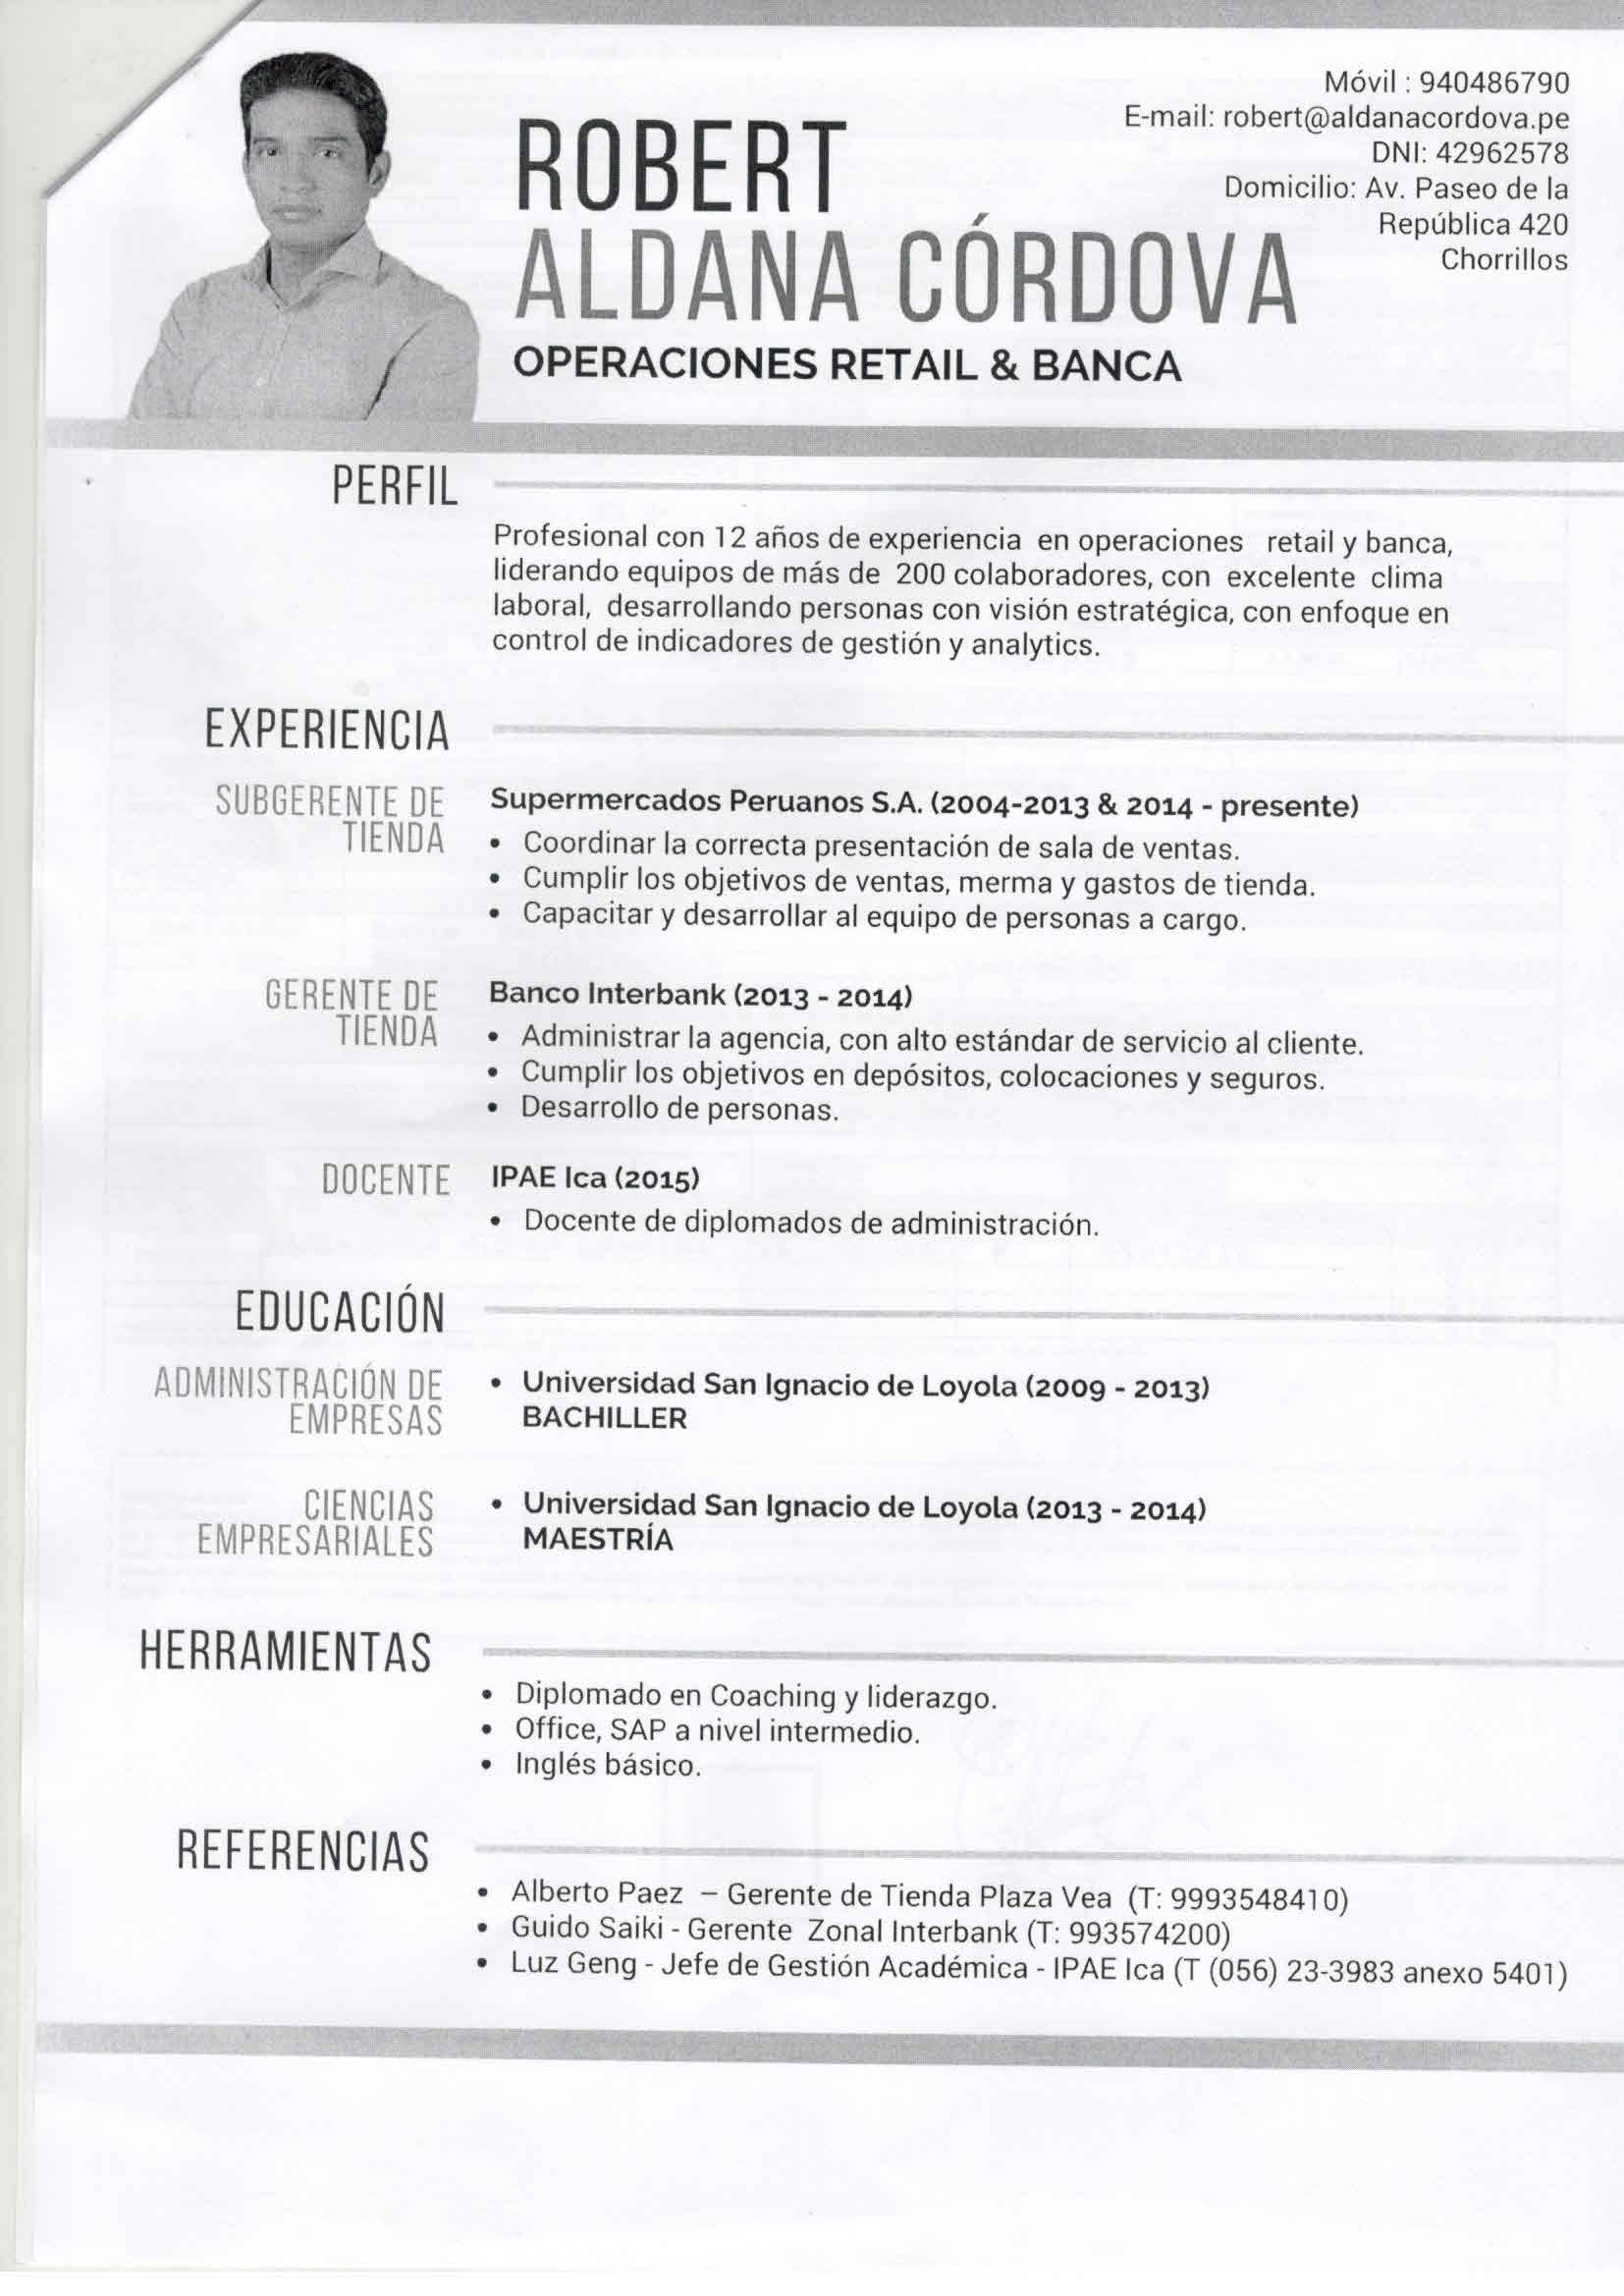 ROBERT
ALDANA CÓRDOVA
OPERACIONES RETAIL & BANCA
Móvil : 940486790
E-mail: robert@aldanacordova.pe
DNI: 42962578
Domicilio: Av. Paseo de la
República 420
Chorrillos
PERFIL
Profesional con 12 años de experiencia en operaciones retail y banca,
liderando equipos de más de 200 colaboradores, con excelente clima
laboral, desarrollando personas con visión estratégica, con enfoque en
control de indicadores de gestión y analytics.
EXPERIENCIA
SUBGERENTE DE
TIENDA
Supermercados Peruanos S.A. (2004-2013 & 2014 - presente)
• Coordinar la correcta presentación de sala de ventas.
• Cumplir los objetivos de ventas, merma y gastos de tienda.
• Capacitar y desarrollar al equipo de personas a cargo.
GERENTE DE
TIENDA
Banco Interbank (2013 - 2014)
• Administrar la agencia, con alto estándar de servicio al cliente.
• Cumplir los objetivos en depósitos, colocaciones y seguros.
• Desarrollo de personas.
DOCENTE
IPAE Ica (2015)
• Docente de diplomados de administración.
EDUCACIÓN
ADMINISTRACIÓN DE
EMPRESAS
• Universidad San Ignacio de Loyola (2009 - 2013)
BACHILLER
CIENCIAS
EMPRESARIALES
• Universidad San Ignacio de Loyola (2013 - 2014)
MAESTRÍA
HERRAMIENTAS
• Diplomado en Coaching y liderazgo.
• Office, SAP a nivel intermedio.
• Inglés básico.
REFERENCIAS
• Alberto Paez – Gerente de Tienda Plaza Vea (T: 9993548410)
• Guido Saiki - Gerente Zonal Interbank (T: 993574200)
• Luz Geng - Jefe de Gestión Académica - IPAE Ica (T (056) 23-3983 anexo 5401)